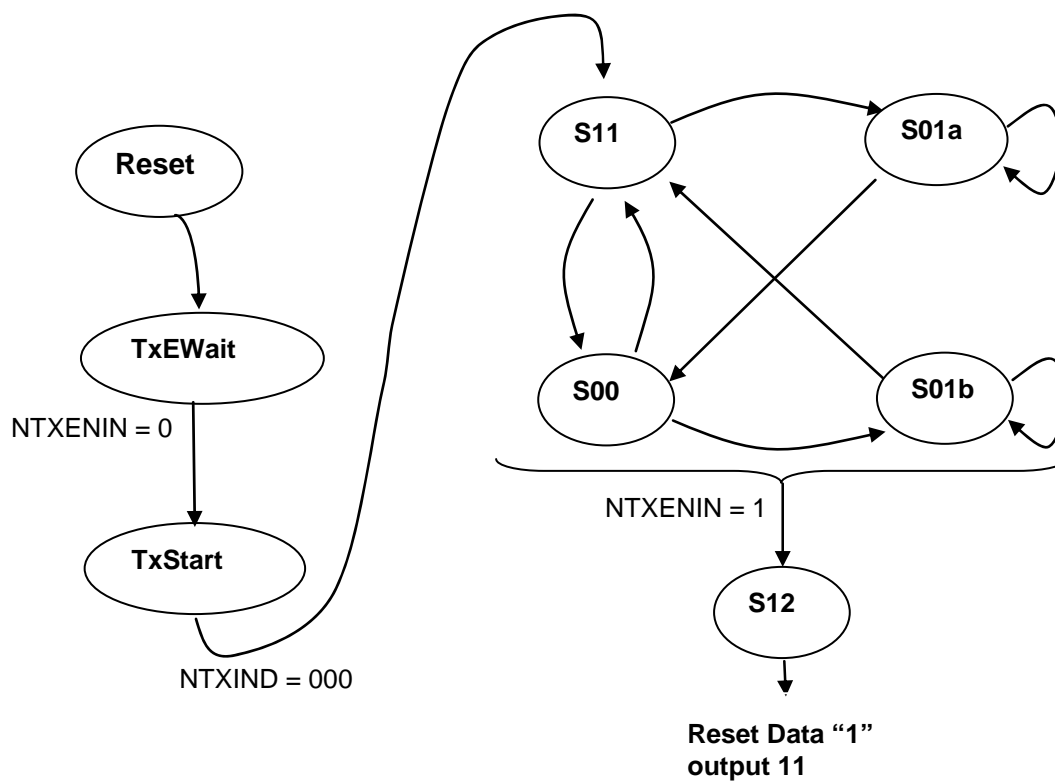 Reset
TxEWait
NTXENIN = 0
TxStart
NTXIND = 000
S11
S01a
S00
S01b
NTXENIN = 1
S12
Reset Data “1”
output 11